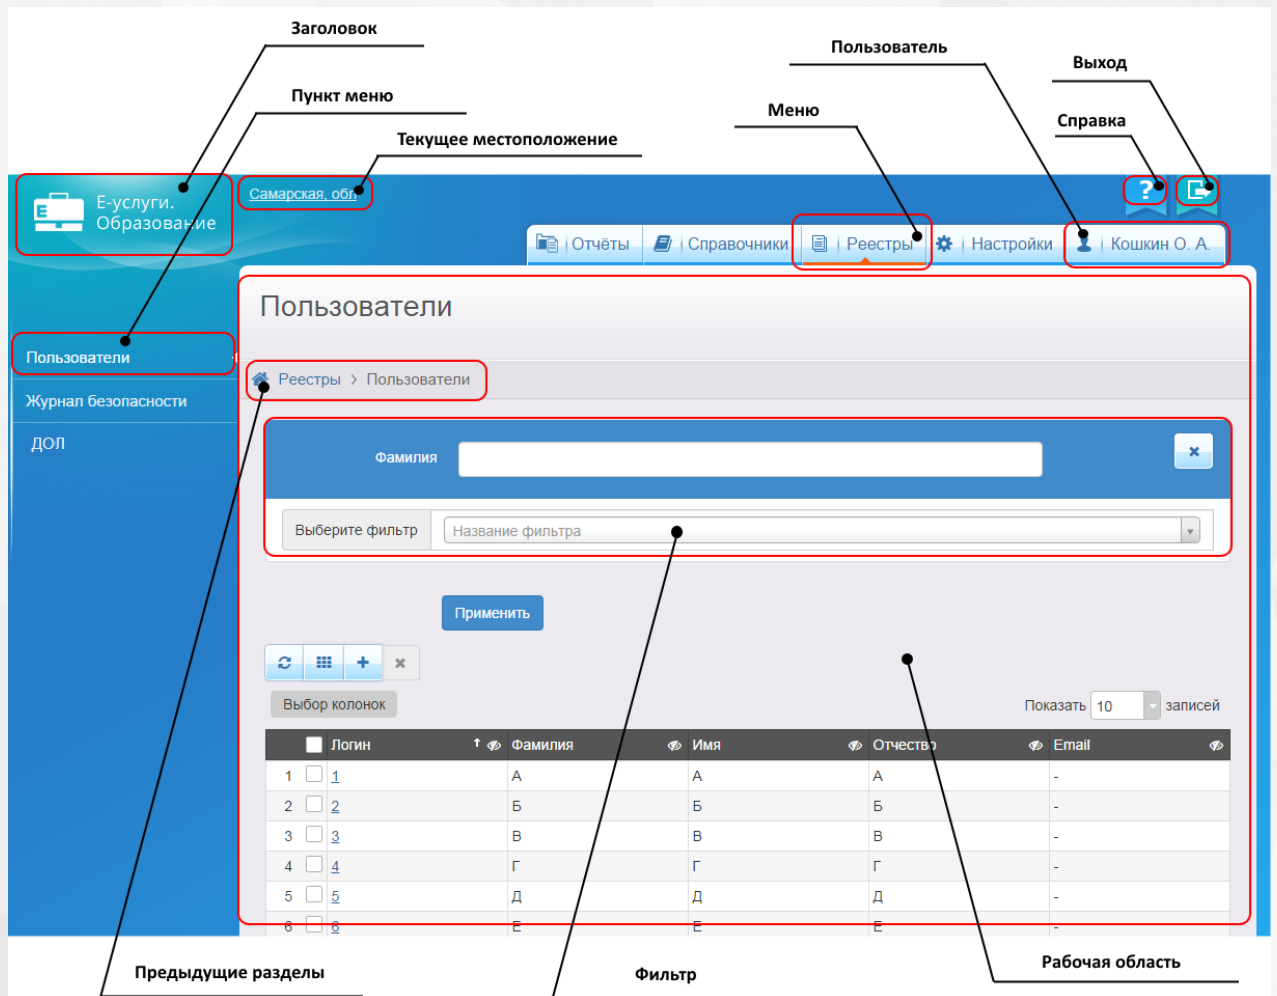 Заголовок
Пользователь
Выход
Пункт меню
Меню
Справка
Текущее местоположение
Е-услуги.
Образование
Самарская, обл
?
Отчёты
Справочники
Реестры
Настройки
Кошкин О. А.
Пользователи
Пользователи
Журнал безопасности
ДОЛ
Реестры > Пользователи
Фамилия
Выберите фильтр
Название фильтра
Применить
Выбор колонок
Показать 10 записей
Логин Фамилия Имя Отчество Email
1 1 А А А -
2 2 Б Б Б -
3 3 В В В -
4 4 Г Г Г -
5 5 Д Д Д -
6 6 Е Е Е -
Предыдущие разделы
Фильтр
Рабочая область